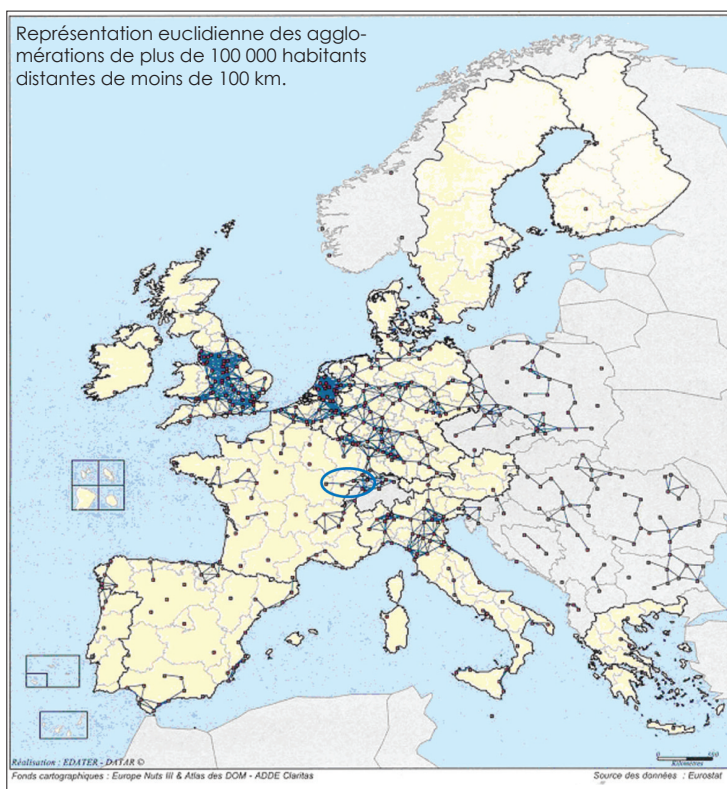 Représentation euclidienne des agglo-
mérations de plus de 100 000 habitants
distantes de moins de 100 km.
Réalisation : EDATER - DATAR ©
Kilomètres
Fonds cartographiques : Europe Nuts III & Atlas des DOM - ADDE Claritas
Source des données : Eurostat